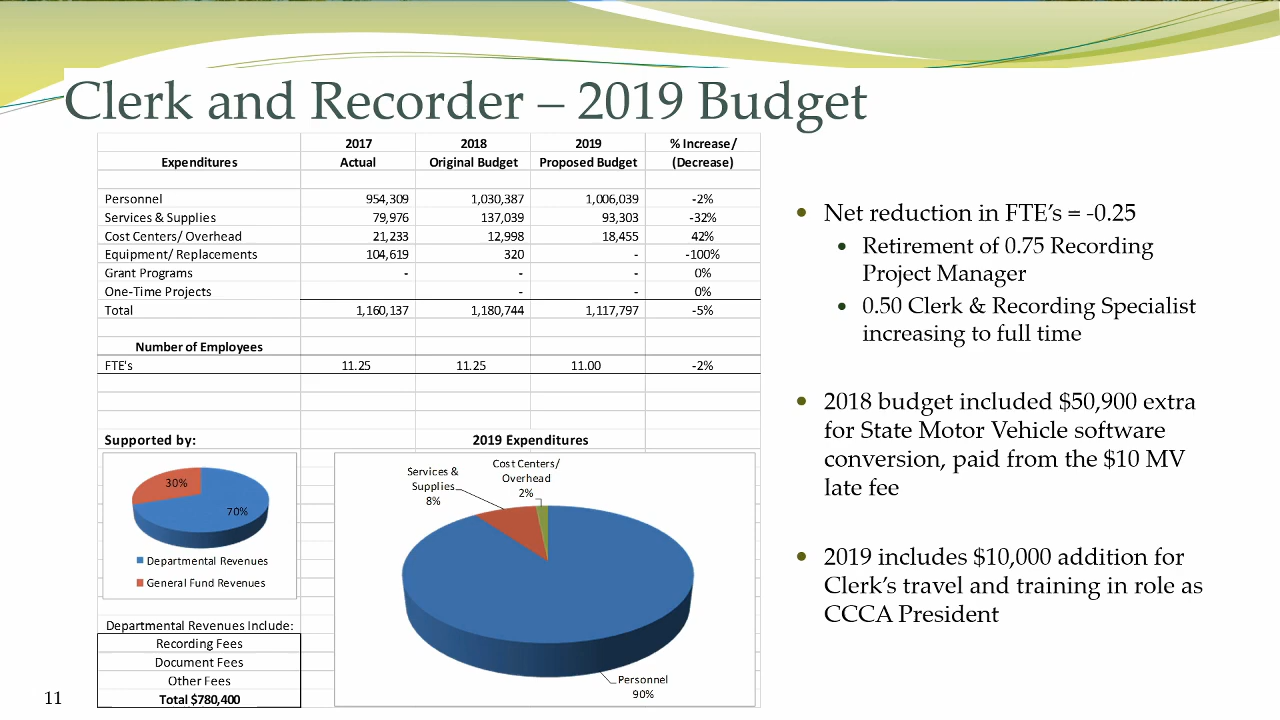 Clerk and Recorder – 2019 Budget
2017 2018 2019 % Increase/
Expenditures Actual Original Budget Proposed Budget (Decrease)
Personnel 954,309 1,030,387 1,006,039 -2%
Services & Supplies 79,976 137,039 93,303 -32%
Cost Centers/ Overhead 21,233 12,998 18,455 42%
Equipment/ Replacements 104,619 320 - -100%
Grant Programs - - - 0%
One-Time Projects - - 0%
Total 1,160,137 1,180,744 1,117,797 -5%
Number of Employees
FTE's 11.25 11.25 11.00 -2%
Supported by: 2019 Expenditures
30%
70%
Departmental Revenues
General Fund Revenues
Departmental Revenues Include:
Recording Fees
Document Fees
Other Fees
Total $780,400
Services &
Supplies
8%
Cost Centers/
Overhead
2%
Personnel
90%
• Net reduction in FTE’s = -0.25
• Retirement of 0.75 Recording
Project Manager
• 0.50 Clerk & Recording Specialist
increasing to full time
• 2018 budget included $50,900 extra
for State Motor Vehicle software
conversion, paid from the $10 MV
late fee
• 2019 includes $10,000 addition for
Clerk’s travel and training in role as
CCCA President
11